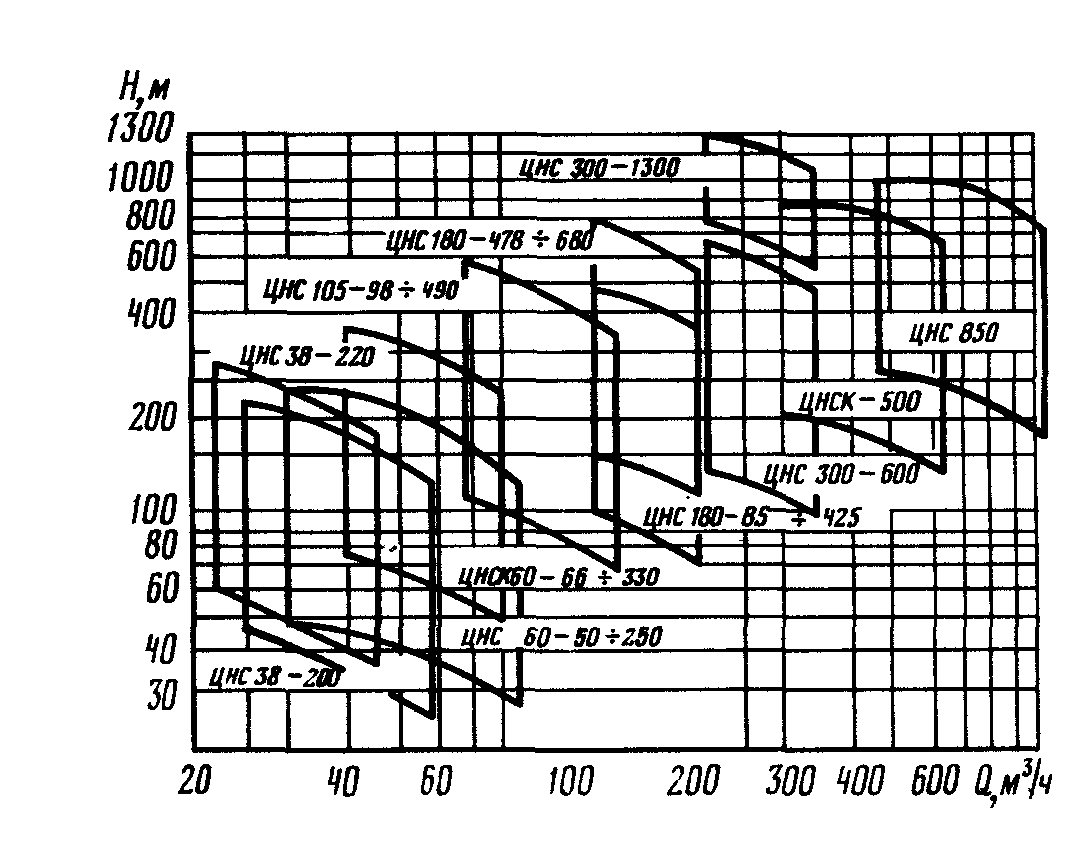 H,м
1300
1000
800
600
400
200
100
80
60
40
30
ЦНС 300-1300
ЦНС 180-478÷680
ЦНС 105-98÷490
ЦНС 850
ЦНС 38-220
ЦНСК-500
ЦНС 300-600
ЦНС 180-85 ÷ 425
ЦНСК60-66÷330
ЦНС 60-50÷250
ЦНС 38-200
20 40 60 100 200 300 400 600 Q,м³/ч